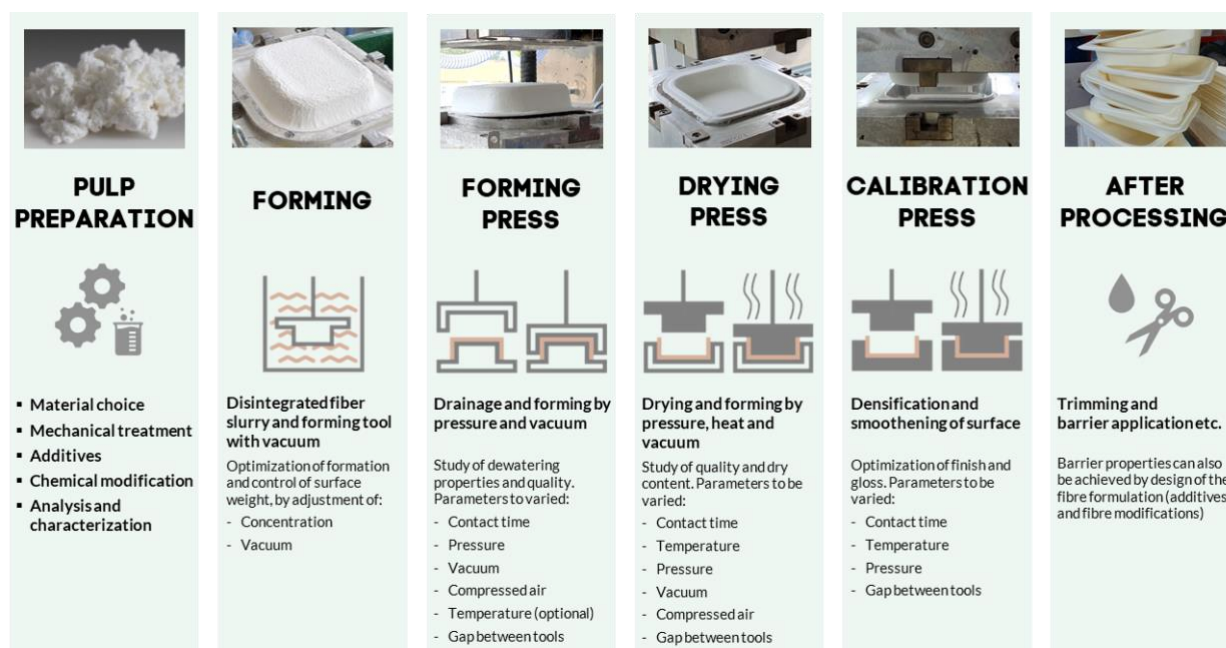 PULP
PREPARATION
▪ Material choice
▪ Mechanical treatment
▪ Additives
▪ Chemical modification
▪ Analysis and
characterization
FORMING
Disintegrated fiber
slurry and forming tool
with vacuum
Optimization of formation
and control of surface
weight, by adjustment of:
- Concentration
- Vacuum
FORMING
PRESS
Drainage and forming by
pressure and vacuum
Study of dewatering
properties and quality.
Parameters to varied:
- Contact time
- Pressure
- Vacuum
- Compressed air
- Temperature (optional)
- Gap between tools
DRYING
PRESS
Drying and forming by
pressure, heat and
vacuum
Study of quality and dry
content. Parameters to be
varied:
- Contact time
- Temperature
- Pressure
- Vacuum
- Compressed air
- Gap between tools
CALIBRATION
PRESS
Densification and
smoothening of surface
Optimization of finish and
gloss. Parameters to be
varied:
- Contact time
- Temperature
- Pressure
- Gap between tools
AFTER
PROCESSING
Trimming and
barrier application etc.
Barrier properties can also
be achieved by design of the
fibre formulation (additives
and fibre modifications)